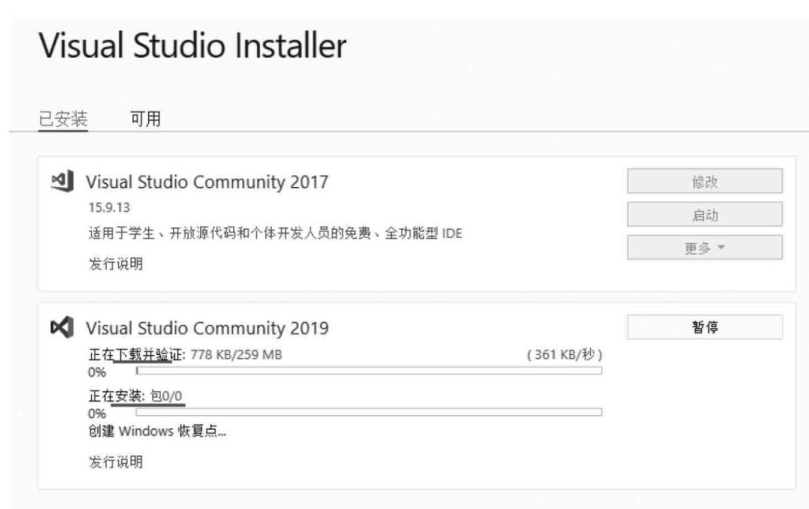 Visual Studio Installer
已安装 可用
Visual Studio Community 2017 修改
15.9.13
启动
适用于学生、开放源代码和个体开发人员的免费、全功能型 IDE
更多
发行说明
Visual Studio Community 2019 暂停
正在下载并验证: 778 KB/259 MB (361 KB/秒)
0%
正在安装: 包0/0
0%
创建 Windows 恢复点...
发行说明